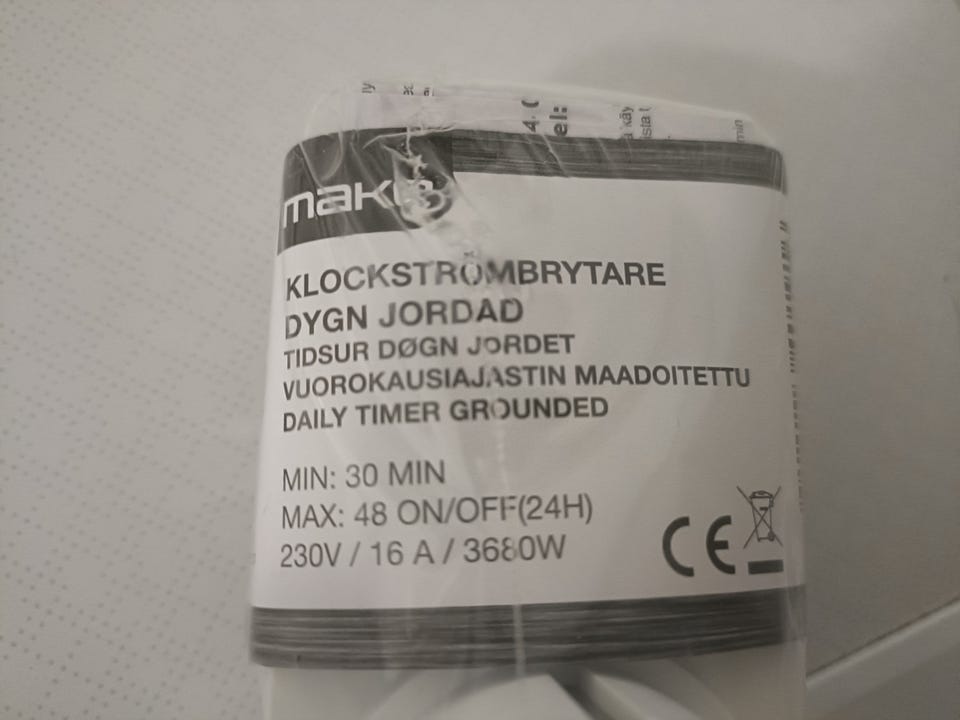 mako
KLOCKSTRÖMBRYTARE
DYGN JORDAD
TIDSUR DØGN JORDET
VUOROKAUSIAJASTIN MAADOITETTU
DAILY TIMER GROUNDED
MIN: 30 MIN
MAX: 48 ON/OFF(24H)
230V / 16 A / 3680W
CE